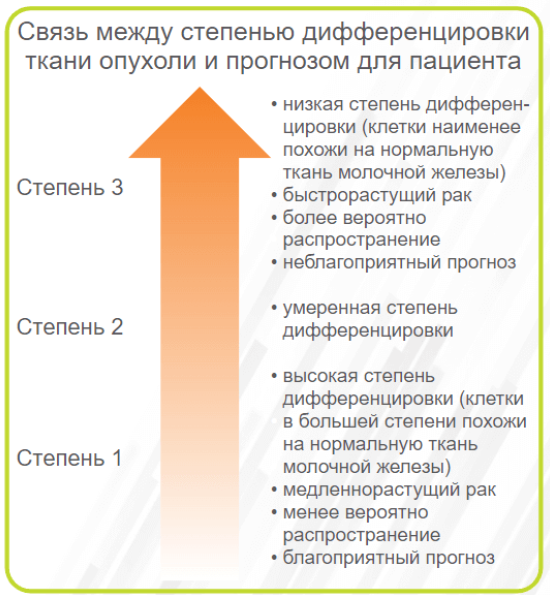 Связь между степенью дифференцировки
ткани опухоли и прогнозом для пациента
Степень 3
• низкая степень дифферен-
цировки (клетки наименее
похожи на нормальную
ткань молочной железы)
• быстрорастущий рак
• более вероятно
распространение
• неблагоприятный прогноз
Степень 2
• умеренная степень
дифференцировки
Степень 1
• высокая степень
дифференцировки (клетки
в большей степени похожи
на нормальную ткань
молочной железы)
• медленнорастущий рак
• менее вероятно
распространение
• благоприятный прогноз